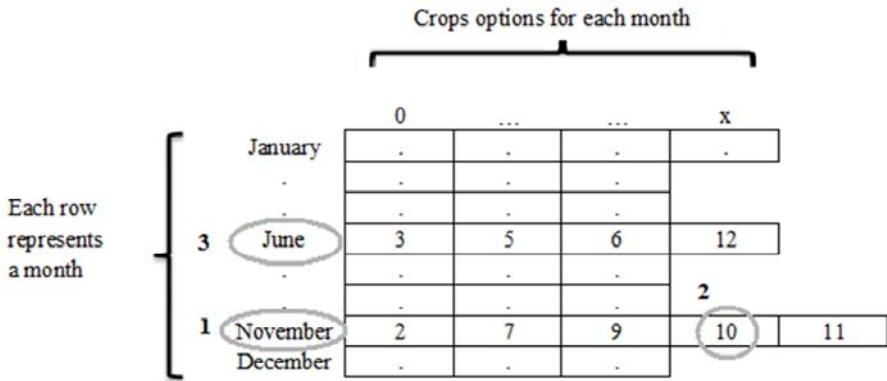 Crops options for each month
0 ... ... x
January . . . .
. . . .
. . . .
Each row
represents
a month
3 June 3 5 6 12
. . . .
. . . .
2
1 November 2 7 9 10 11
December . . .